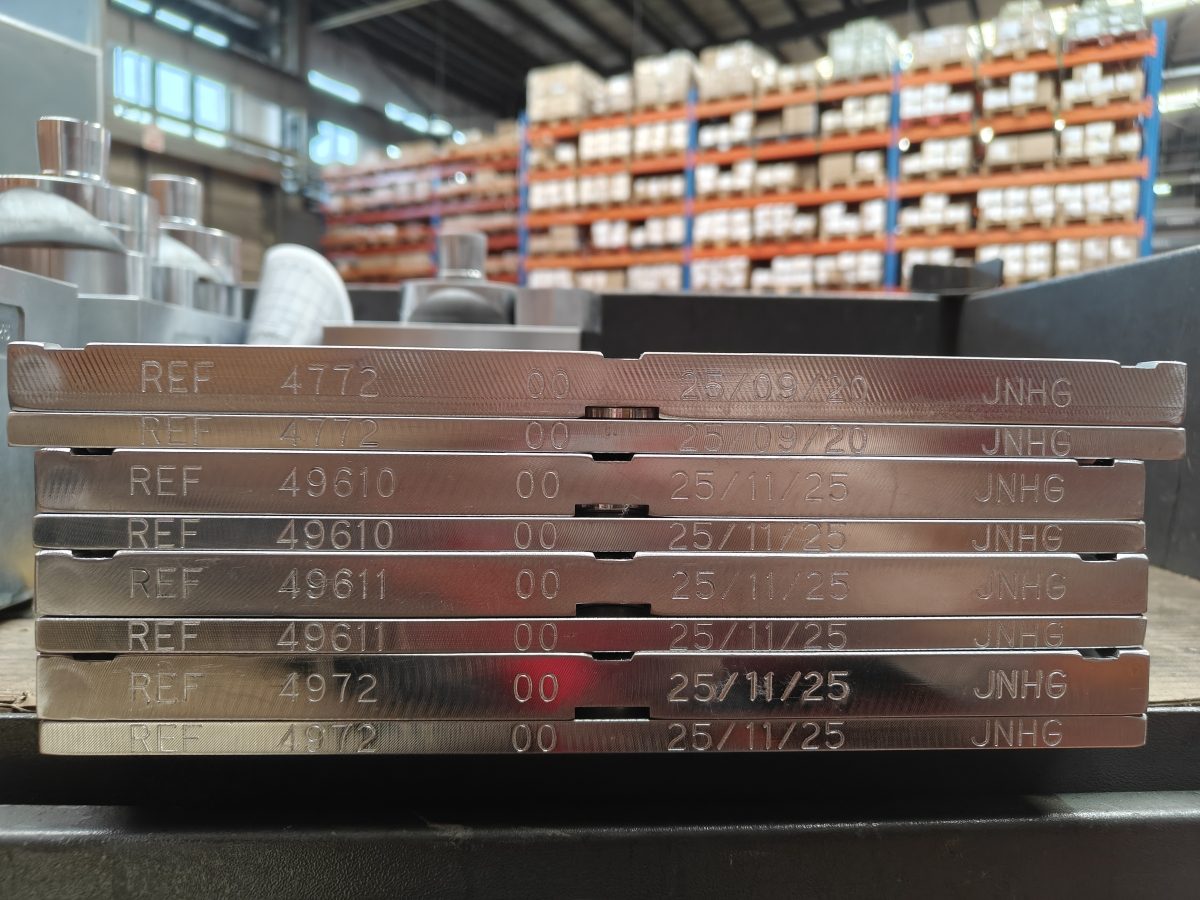 REF 4772 00 25/09/20 JNHG
REF 4772 00 25/09/20 JNHG
REF 49610 00 25/11/25 JNHG
REF 49610 00 25/11/25 JNHG
REF 49611 00 25/11/25 JNHG
REF 49611 00 25/11/25 JNHG
REF 4972 00 25/11/25 JNHG
REF 4972 00 25/11/25 JNHG